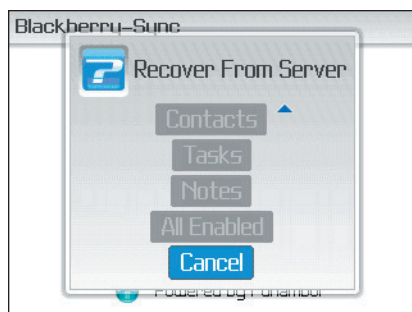 Blackberry-Sync
Recover From Server
Contacts
Tasks
Notes
All Enabled
Cancel
Powered by Funambol